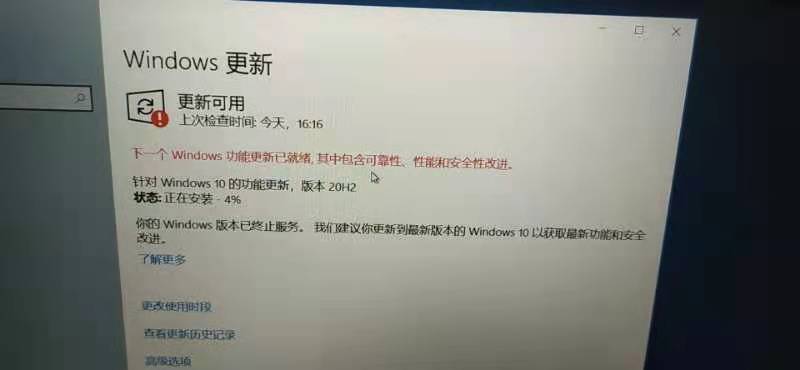 Windows 更新
更新可用
上次检查时间: 今天，16:16
下一个 Windows 功能更新已就绪, 其中包含可靠性、性能和安全性改进。
针对 Windows 10 的功能更新，版本 20H2
状态: 正在安装 - 4%
你的 Windows 版本已终止服务。 我们建议你更新到最新版本的 Windows 10 以获取最新功能和安全
改进。
了解更多
更改使用时段
查看更新历史记录
高级选项